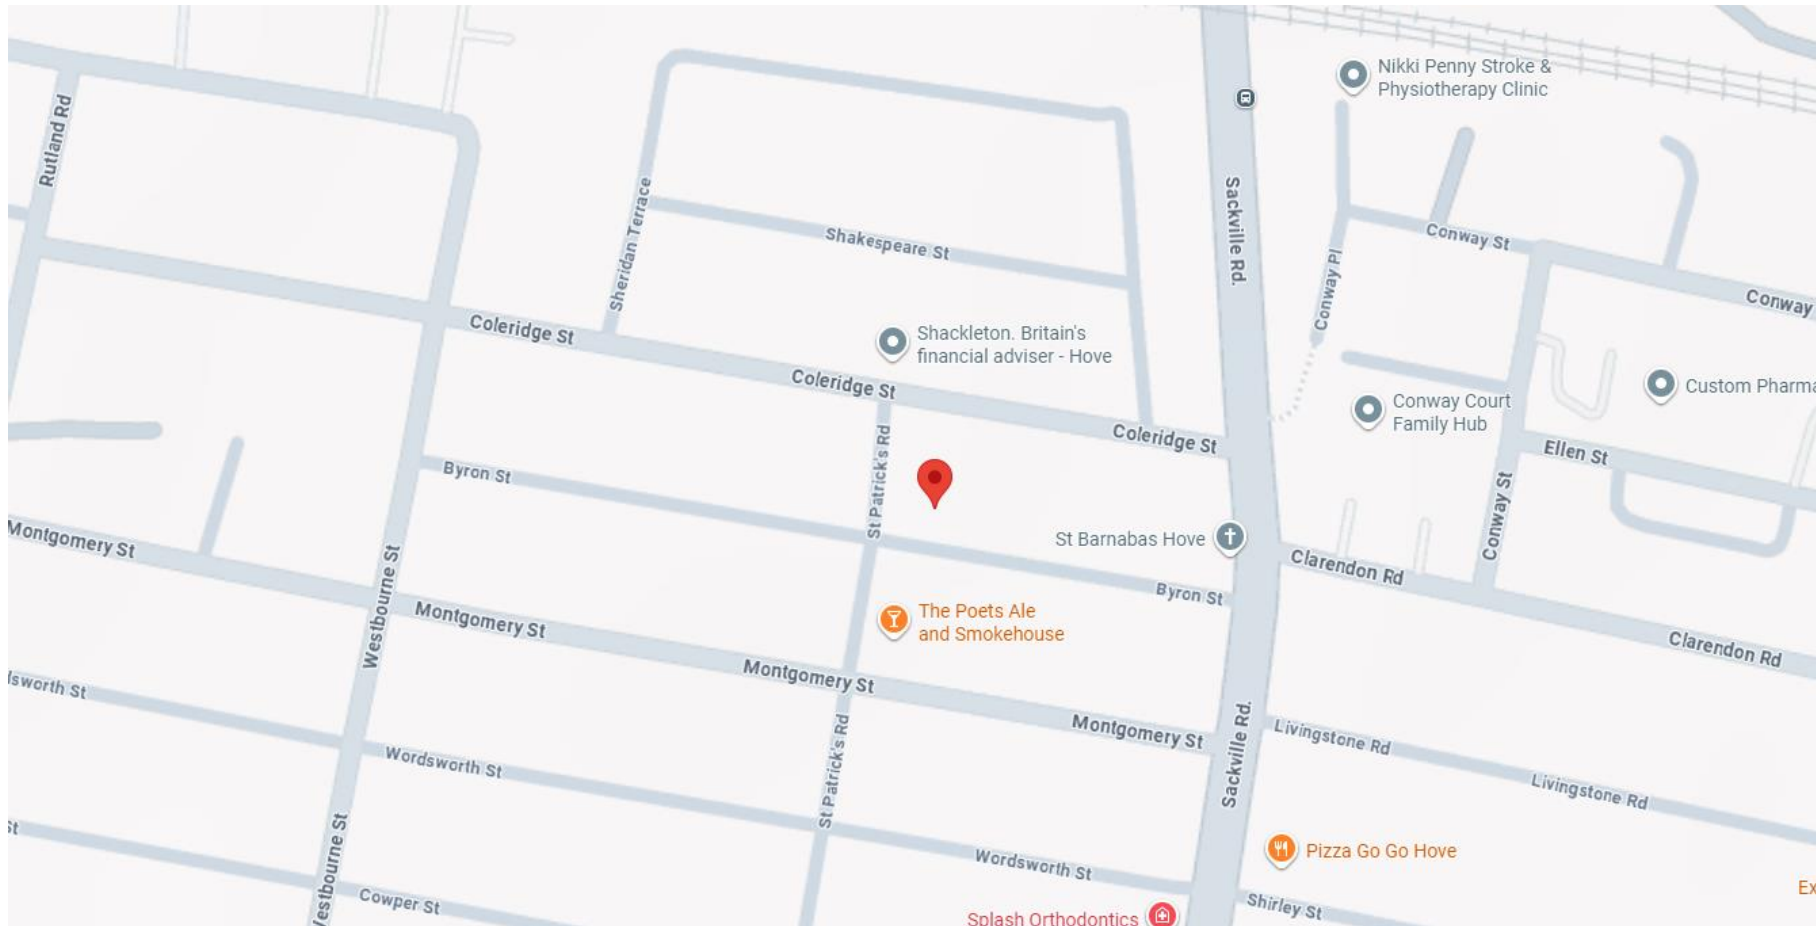 Nikki Penny Stroke &
Physiotherapy Clinic
Rutland Rd
Sheridan Terrace
Sackville Rd.
Shakespeare St
Conway St
Conway Pl
Conway
Coleridge St
Shackleton. Britain's
financial adviser - Hove
Coleridge St
Custom Pharma
Conway Court
Family Hub
Coleridge St
Ellen St
St Patrick's Rd
Byron St
Conway St
Montgomery St
St Barnabas Hove
Clarendon Rd
Westbourne St
Byron St
The Poets Ale
and Smokehouse
Montgomery St
Clarendon Rd
Montgomery St
sworth St
Montgomery St
Sackville Rd.
Livingstone Rd
Wordsworth St
St Patrick's Rd
Livingstone Rd
St
Westbourne St
Wordsworth St
Pizza Go Go Hove
Cowper St
Splash Orthodontics
Shirley St
Ex